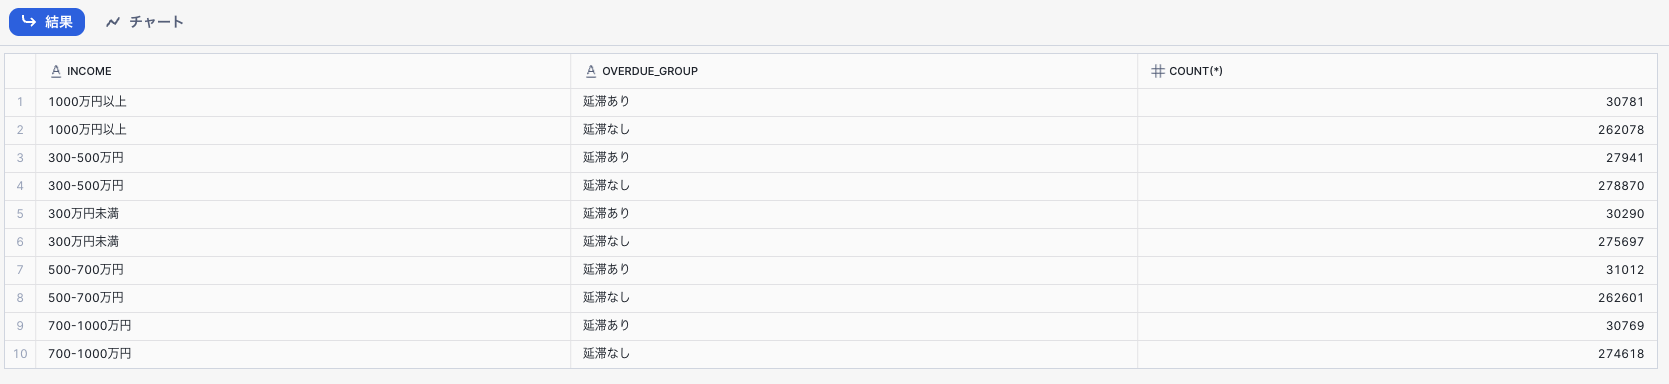 結果 チャート
INCOME OVERDUE_GROUP COUNT(*)
1 1000万円以上 延滞あり 30781
2 1000万円以上 延滞なし 262078
3 300-500万円 延滞あり 27941
4 300-500万円 延滞なし 278870
5 300万円未満 延滞あり 30290
6 300万円未満 延滞なし 275697
7 500-700万円 延滞あり 31012
8 500-700万円 延滞なし 262601
9 700-1000万円 延滞あり 30769
10 700-1000万円 延滞なし 274618